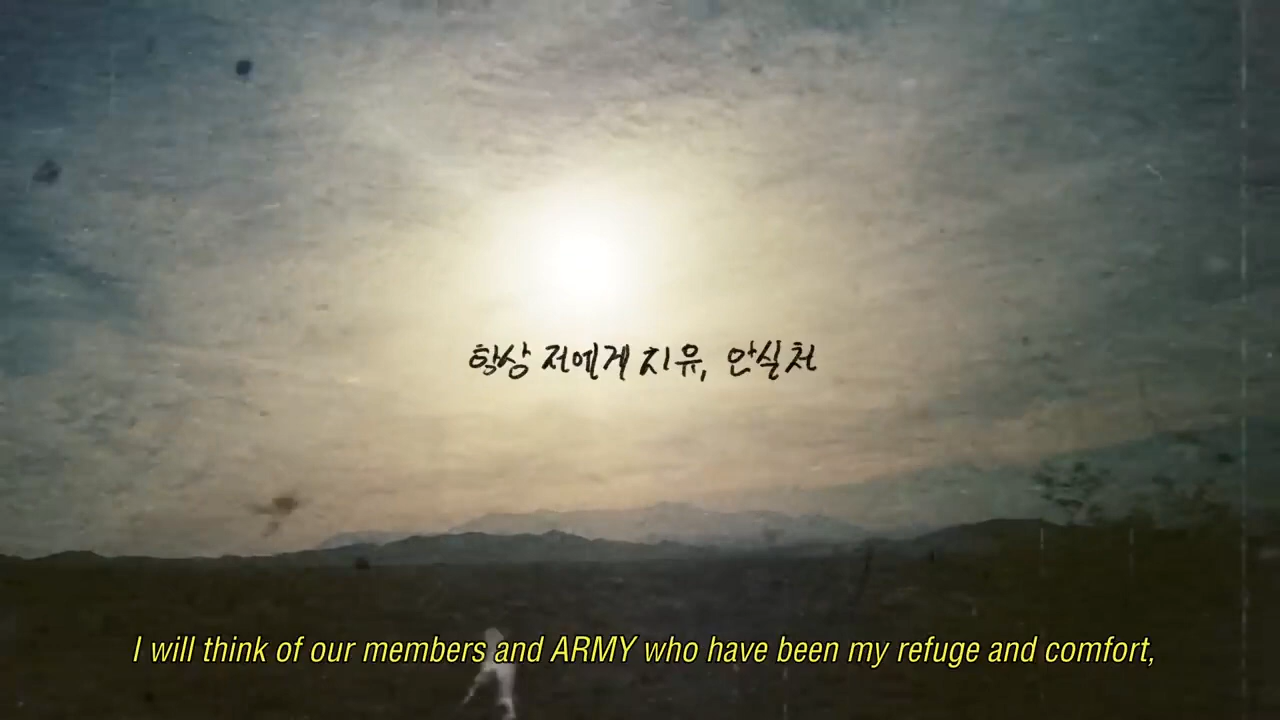 항상 저에게 치유, 안식처
I will think of our members and ARMY who have been my refuge and comfort,